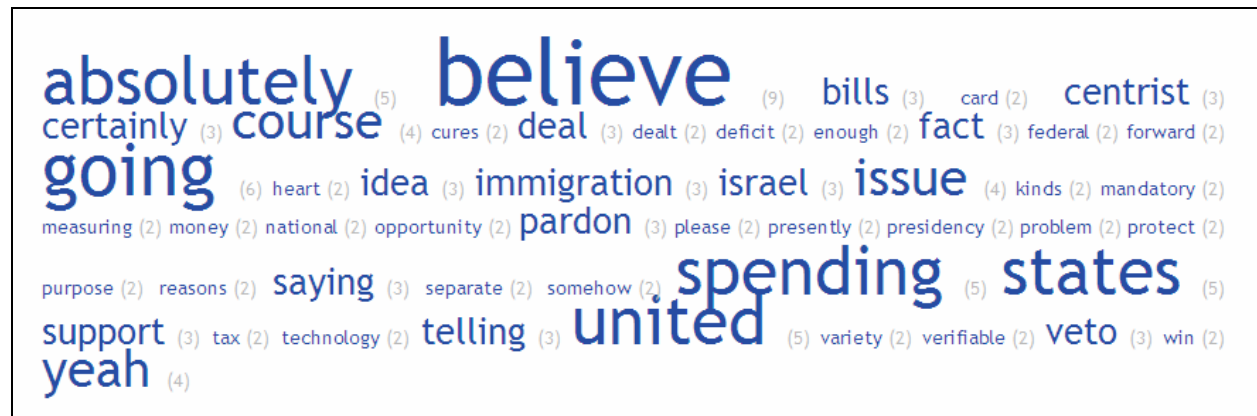 absolutely (5) believe (9) bills (3) card (2) centrist (3)
certainly (3) course (4) cures (2) deal (3) dealt (2) deficit (2) enough (2) fact (3) federal (2) forward (2)
going (6) heart (2) idea (3) immigration (3) israel (3) issue (4) kinds (2) mandatory (2)
measuring (2) money (2) national (2) opportunity (2) pardon (3) please (2) presently (2) presidency (2) problem (2) protect (2)
purpose (2) reasons (2) saying (3) separate (2) somehow (2) spending (5) states (5)
support (3) tax (2) technology (2) telling (3) united (5) variety (2) verifiable (2) veto (3) win (2)
yeah (4)